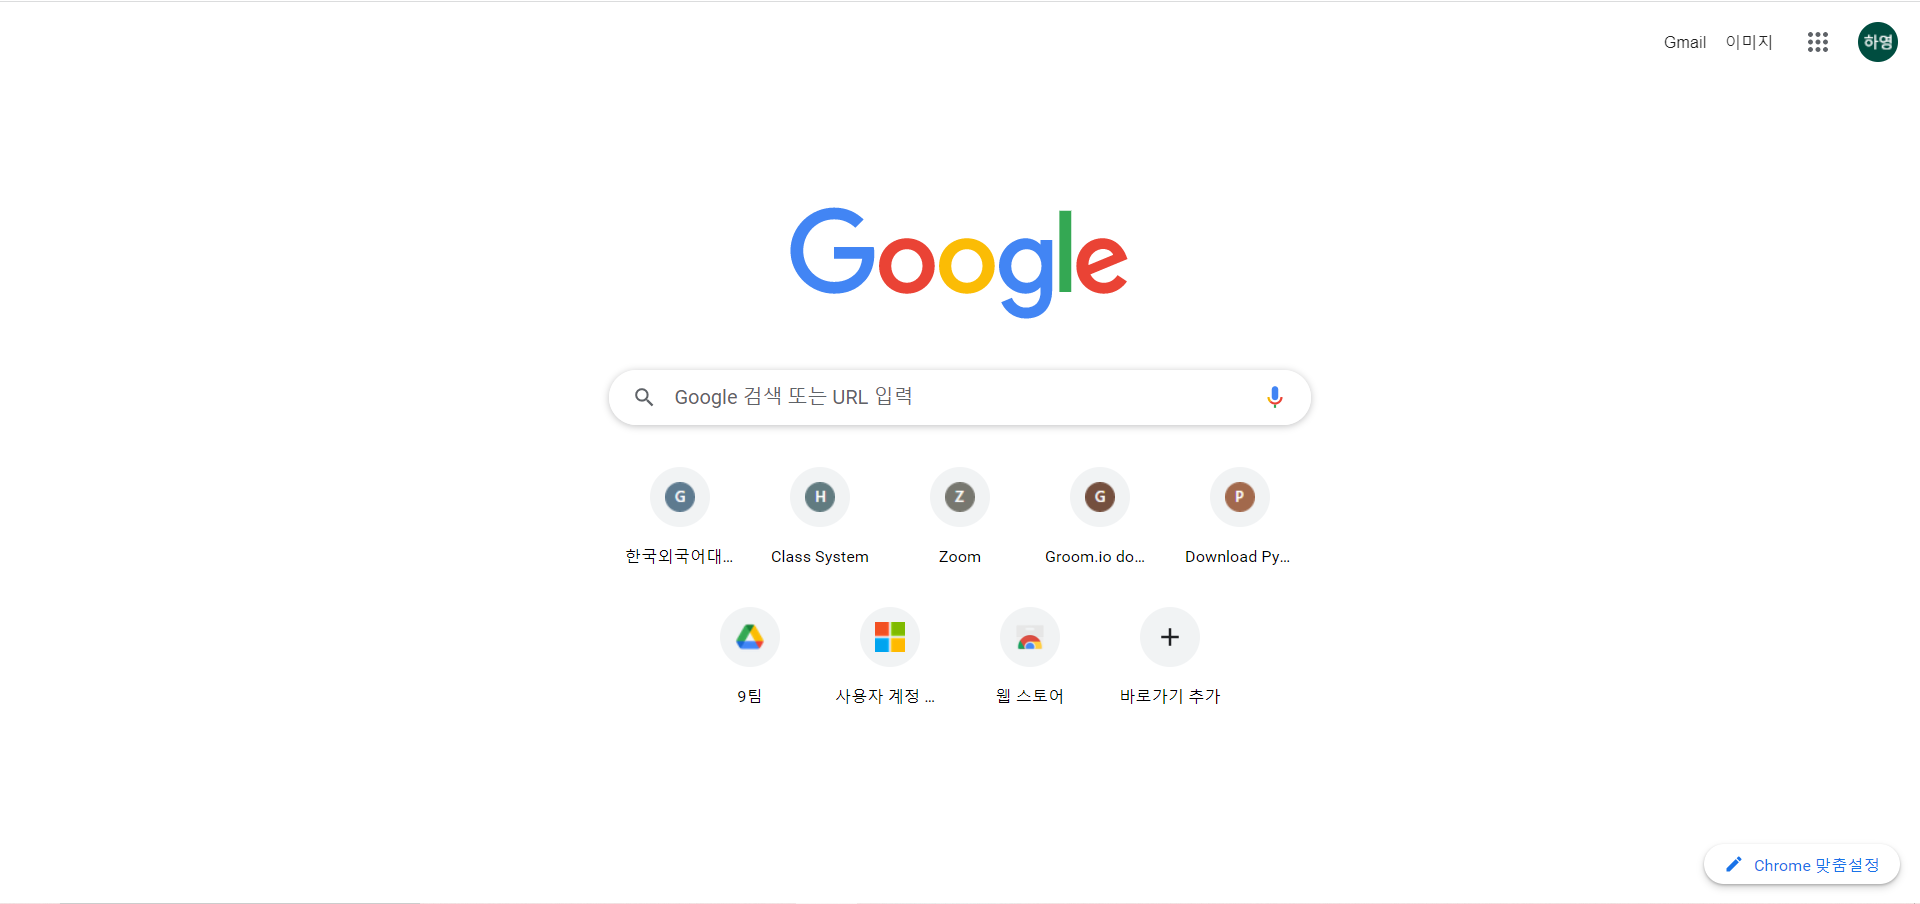 Gmail 이미지 하영
Google
Google 검색 또는 URL 입력
G H Z G P
한국외국어대... Class System Zoom Groom.io do... Download Py...
9팀 사용자 계정 ... 웹 스토어 바로가기 추가
Chrome 맞춤설정